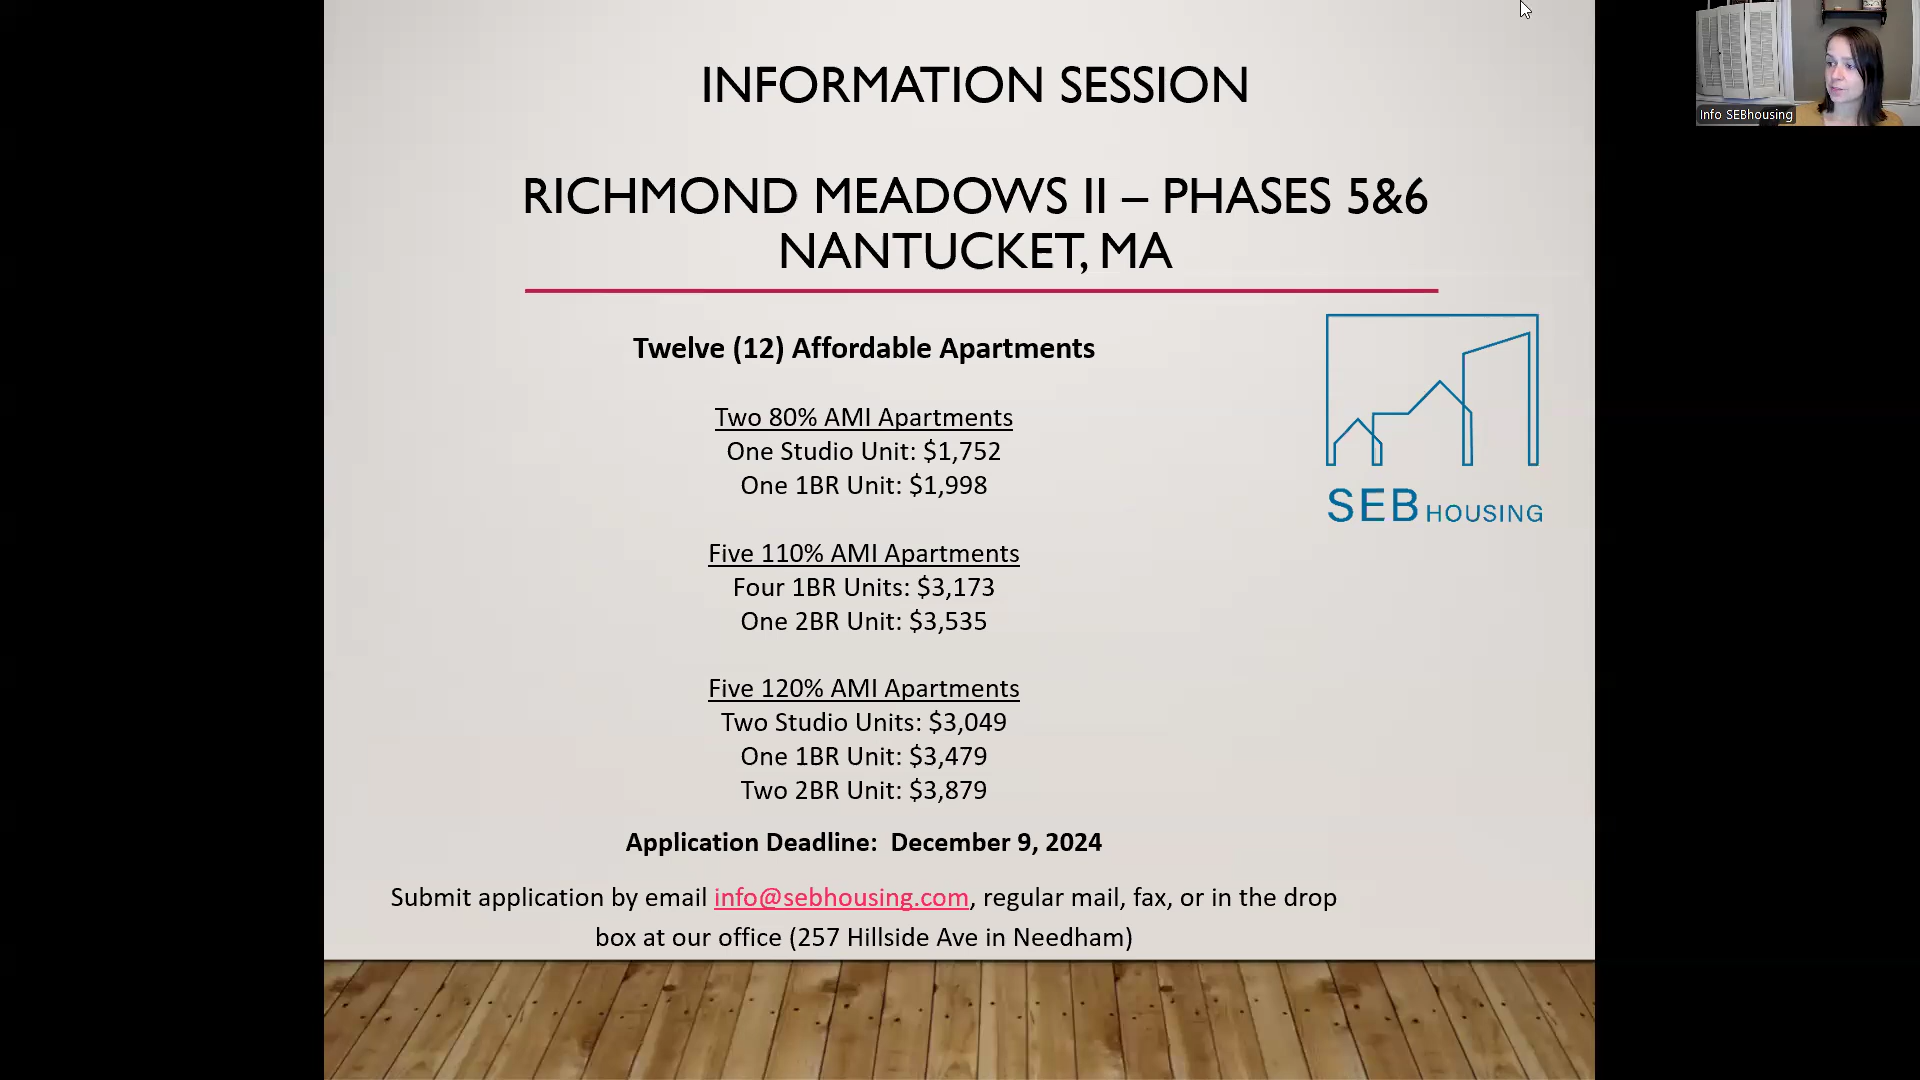 INFORMATION SESSION
RICHMOND MEADOWS II – PHASES 5&6
NANTUCKET, MA
Twelve (12) Affordable Apartments
Two 80% AMI Apartments
One Studio Unit: $1,752
One 1BR Unit: $1,998
Five 110% AMI Apartments
Four 1BR Units: $3,173
One 2BR Unit: $3,535
Five 120% AMI Apartments
Two Studio Units: $3,049
One 1BR Unit: $3,479
Two 2BR Unit: $3,879
Application Deadline:  December 9, 2024
Submit application by email info@sebhousing.com, regular mail, fax, or in the drop
box at our office (257 Hillside Ave in Needham)
SEB HOUSING
Info SEBhousing